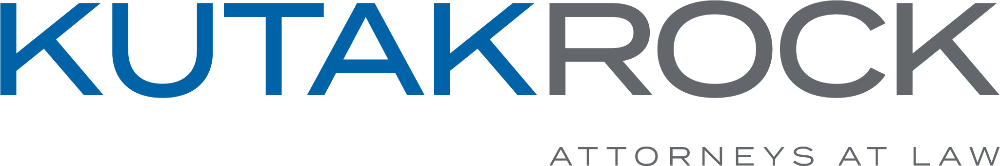 KUTAKROCK
ATTORNEYS AT LAW